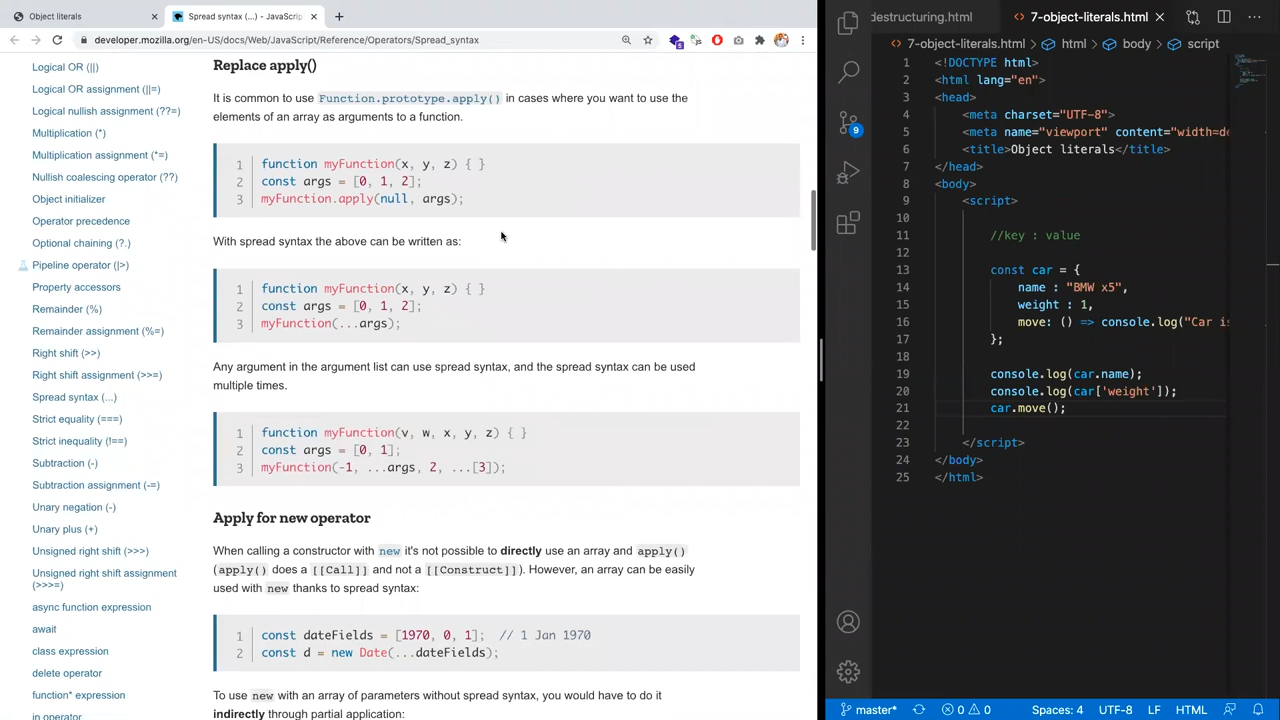 Object literals
Spread syntax (...) - JavaScri
developer.mozilla.org/en-US/docs/Web/JavaScript/Reference/Operators/Spread_syntax
Logical OR (||)
Logical OR assignment (||=)
Logical nullish assignment (??=)
Multiplication (*)
Multiplication assignment (*=)
Nullish coalescing operator (??)
Object initializer
Operator precedence
Optional chaining (?.)
Pipeline operator (|>)
Property accessors
Remainder (%)
Remainder assignment (%=)
Right shift (>>)
Right shift assignment (>>=)
Spread syntax (...)
Strict equality (===)
Strict inequality (!==)
Subtraction (-)
Subtraction assignment (-=)
Unary negation (-)
Unary plus (+)
Unsigned right shift (>>>)
Unsigned right shift assignment
(>>>=)
async function expression
await
class expression
delete operator
function* expression
in operator
Replace apply()
It is common to use Function.prototype.apply() in cases where you want to use the
elements of an array as arguments to a function.
1 function myFunction(x, y, z) { }
2 const args = [0, 1, 2];
3 myFunction.apply(null, args);
With spread syntax the above can be written as:
1 function myFunction(x, y, z) { }
2 const args = [0, 1, 2];
3 myFunction(...args);
Any argument in the argument list can use spread syntax, and the spread syntax can be used
multiple times.
1 function myFunction(v, w, x, y, z) { }
2 const args = [0, 1];
3 myFunction(-1, ...args, 2, ...[3]);
Apply for new operator
When calling a constructor with new it's not possible to directly use an array and apply()
(apply() does a [[Call]] and not a [[Construct]]). However, an array can be easily
used with new thanks to spread syntax:
1 const dateFields = [1970, 0, 1]; // 1 Jan 1970
2 const d = new Date(...dateFields);
To use new with an array of parameters without spread syntax, you would have to do it
indirectly through partial application:
destructuring.html
7-object-literals.html
7-object-literals.html > html > body > script
1 <!DOCTYPE html>
2 <html lang="en">
3 <head>
4 <meta charset="UTF-8">
5 <meta name="viewport" content="width=de
6 <title>Object literals</title>
7 </head>
8 <body>
9 <script>
10
11 //key : value
12
13 const car = {
14 name : "BMW x5",
15 weight : 1,
16 move: () => console.log("Car is
17 };
18
19 console.log(car.name);
20 console.log(car['weight']);
21 car.move();
22
23 </script>
24 </body>
25 </html>
9
master* 0 0 Spaces: 4 UTF-8 LF HTML